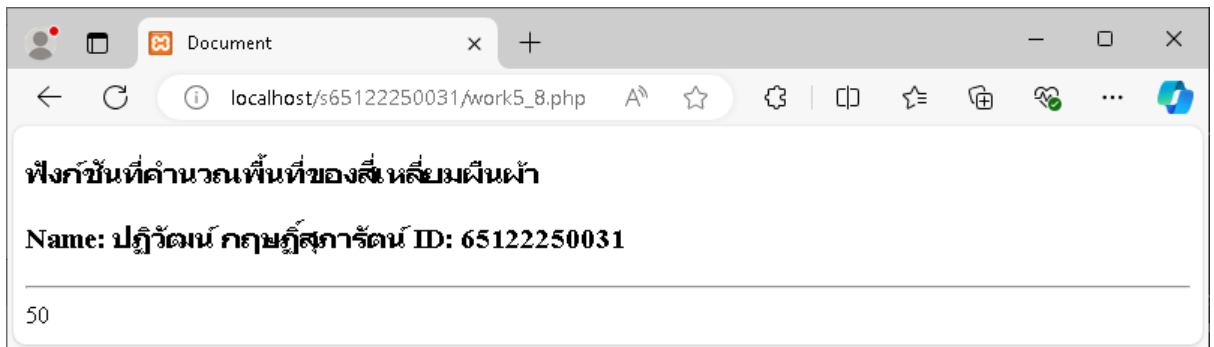 Document
localhost/s65122250031/work5_8.php
ฟังก์ชันที่คำนวณพื้นที่ของสี่เหลี่ยมผืนผ้า
Name: ปฏิวัฒน์ กฤษฎิ์สุภารัตน์ ID: 65122250031
50